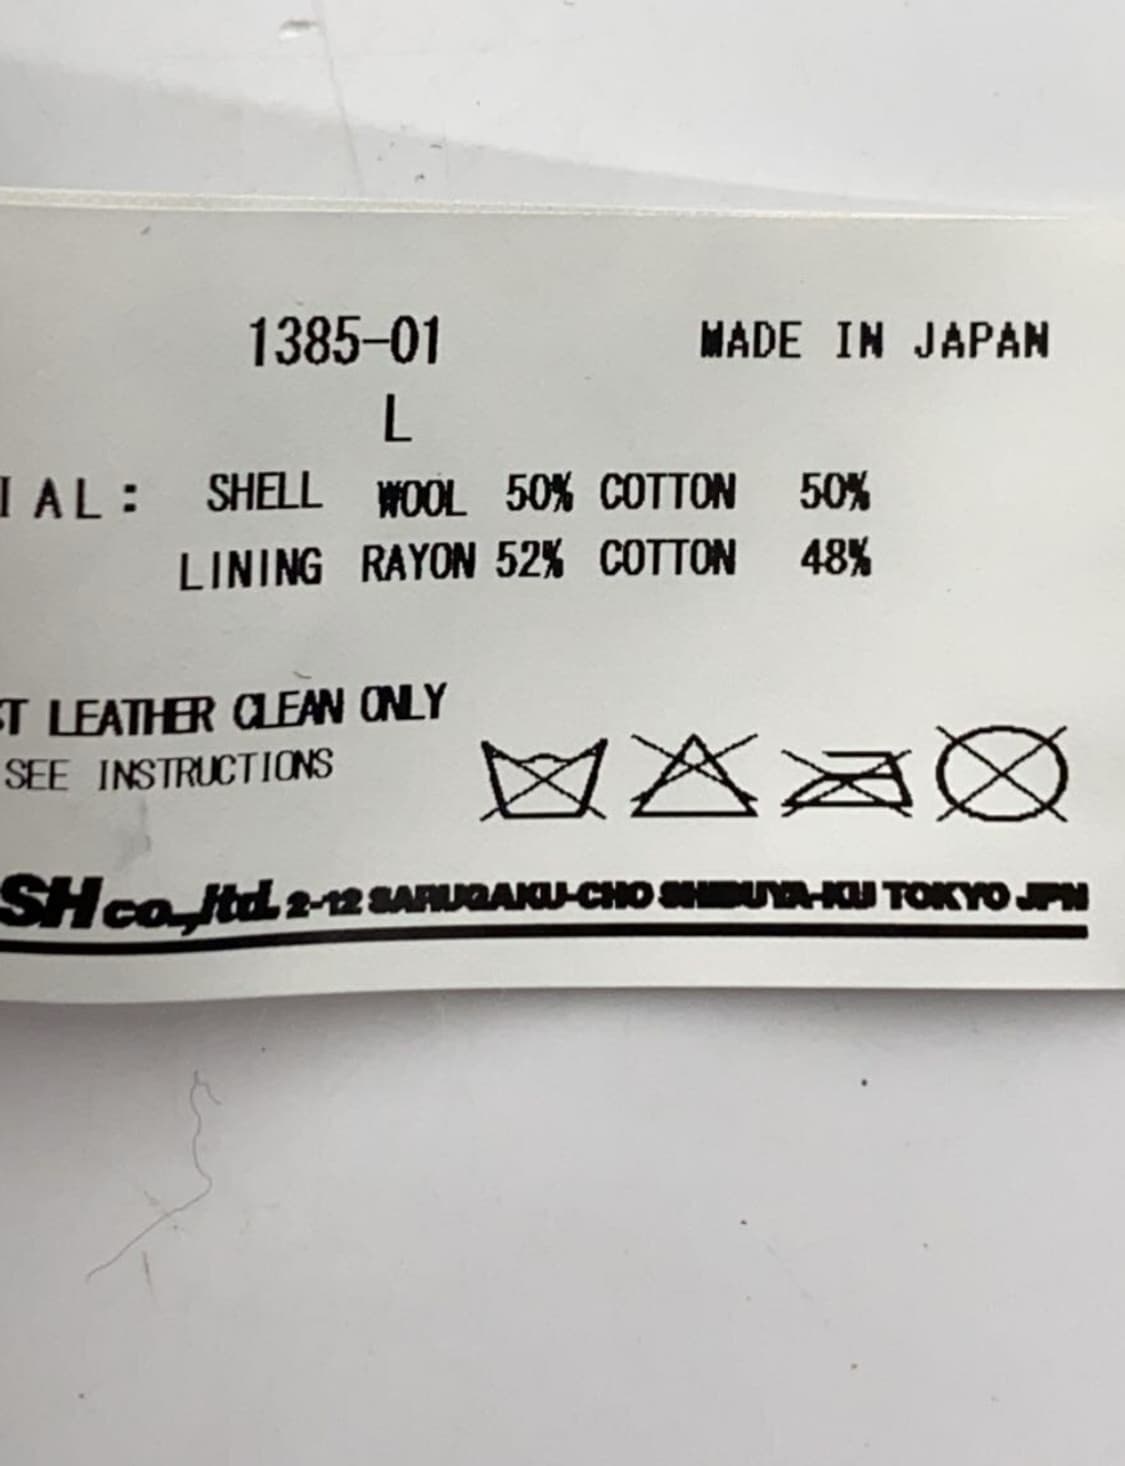 1385-01 MADE IN JAPAN
L
IAL: SHELL WOOL 50% COTTON 50%
LINING RAYON 52% COTTON 48%
ST LEATHER CLEAN ONLY
SEE INSTRUCTIONS
SH co.,ltd. 2-12 SARUGAKU-CHO SHIBUYA-KU TOKYO JPN